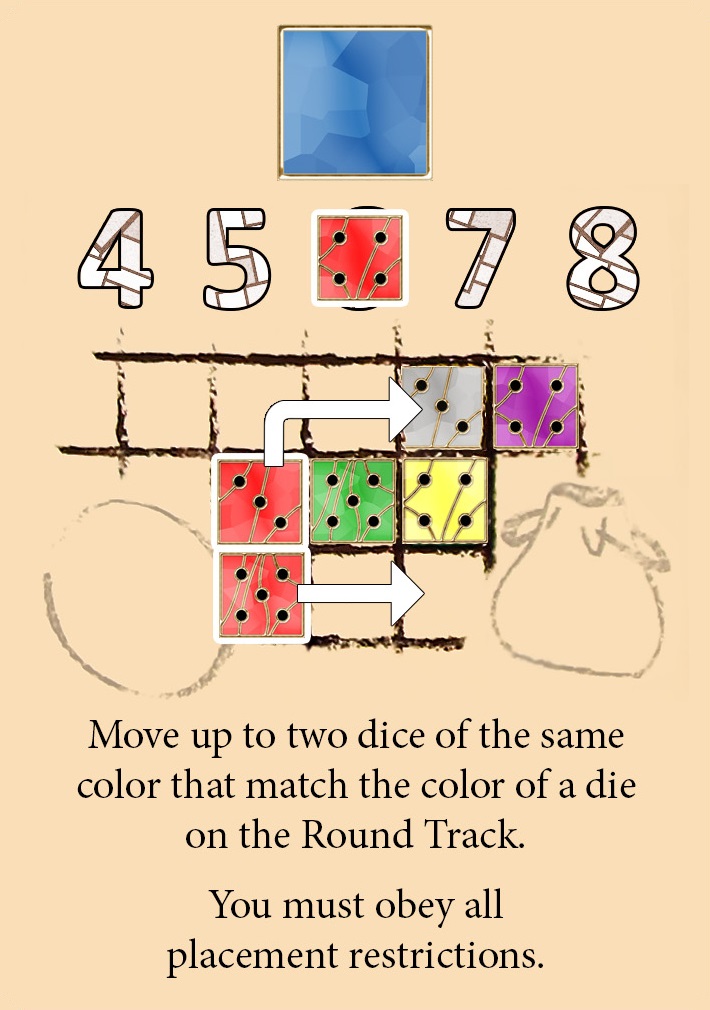 4 5 7 8
Move up to two dice of the same
color that match the color of a die
on the Round Track.
You must obey all
placement restrictions.